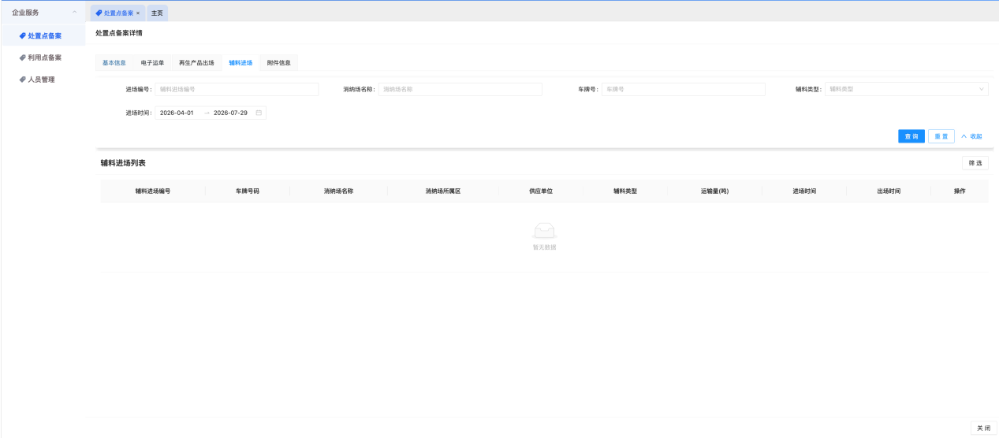 企业服务
处置点备案
利用点备案
人员管理
处置点备案 × 主页
处置点备案详情
基本信息 电子运单 再生产品出场 辅料进场 附件信息
进场编号: 辅料进场编号 消纳场名称: 消纳场名称 车牌号: 车牌号 辅料类型: 辅料类型
进场时间: 2026-04-01 → 2026-07-29
查 询 重 置 收起
辅料进场列表 筛 选
辅料进场编号 车牌号码 消纳场名称 消纳场所属区 供应单位 辅料类型 运输量(吨) 进场时间 出场时间 操作
暂无数据
关 闭